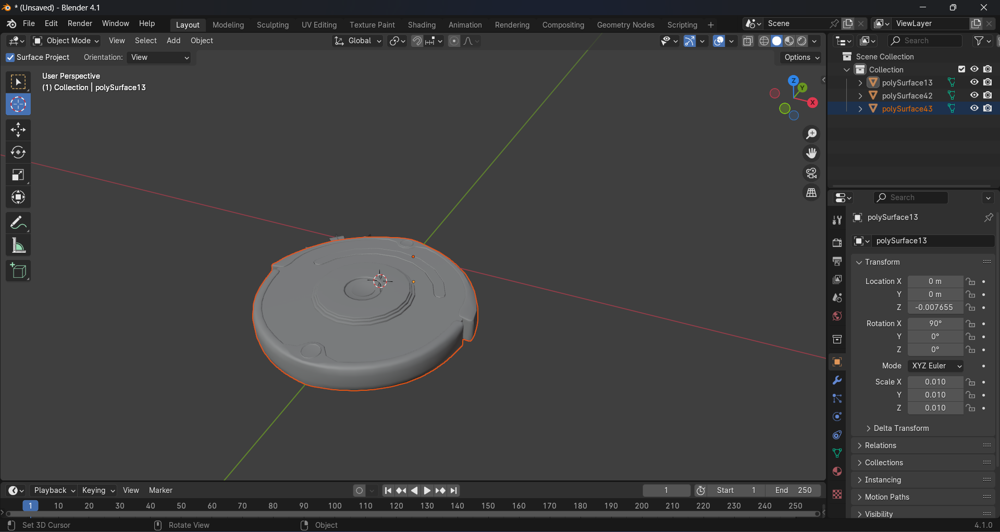 * (Unsaved) - Blender 4.1
File Edit Render Window Help Layout Modeling Sculpting UV Editing Texture Paint Shading Animation Rendering Compositing Geometry Nodes Scripting + Scene ViewLayer
Object Mode View Select Add Object Global Search
Surface Project Orientation: View Options
Scene Collection
Collection
polySurface13
polySurface42
polySurface43
User Perspective
(1) Collection | polySurface13
Z
Y
X
Search
polySurface13
polySurface13
Transform
Location X 0 m
Y 0 m
Z -0.007655
Rotation X 90°
Y 0°
Z 0°
Mode XYZ Euler
Scale X 0.010
Y 0.010
Z 0.010
Delta Transform
Relations
Collections
Instancing
Motion Paths
Visibility
Playback Keying View Marker 1 Start 1 End 250
1 10 20 30 40 50 60 70 80 90 100 110 120 130 140 150 160 170 180 190 200 210 220 230 240 250
Set 3D Cursor Rotate View Object 4.1.0